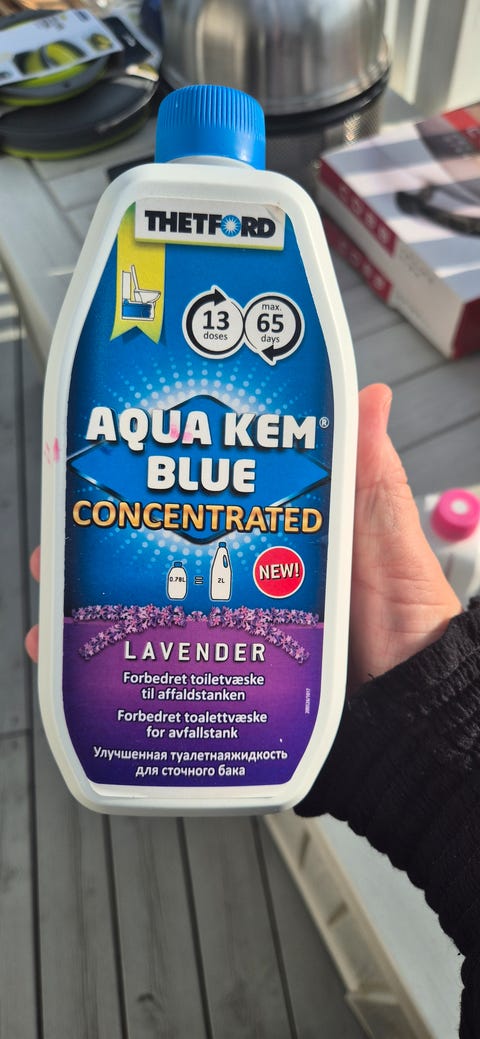 THETFORD
13
doses
max.
65
days
AQUA KEM®
BLUE
CONCENTRATED
0.78L = 2L
NEW!
LAVENDER
Forbedret toiletvæske
til affaldstanken
Forbedret toalettvæske
for avfallstank
Улучшенная туалетнаяжидкость
для сточного бака